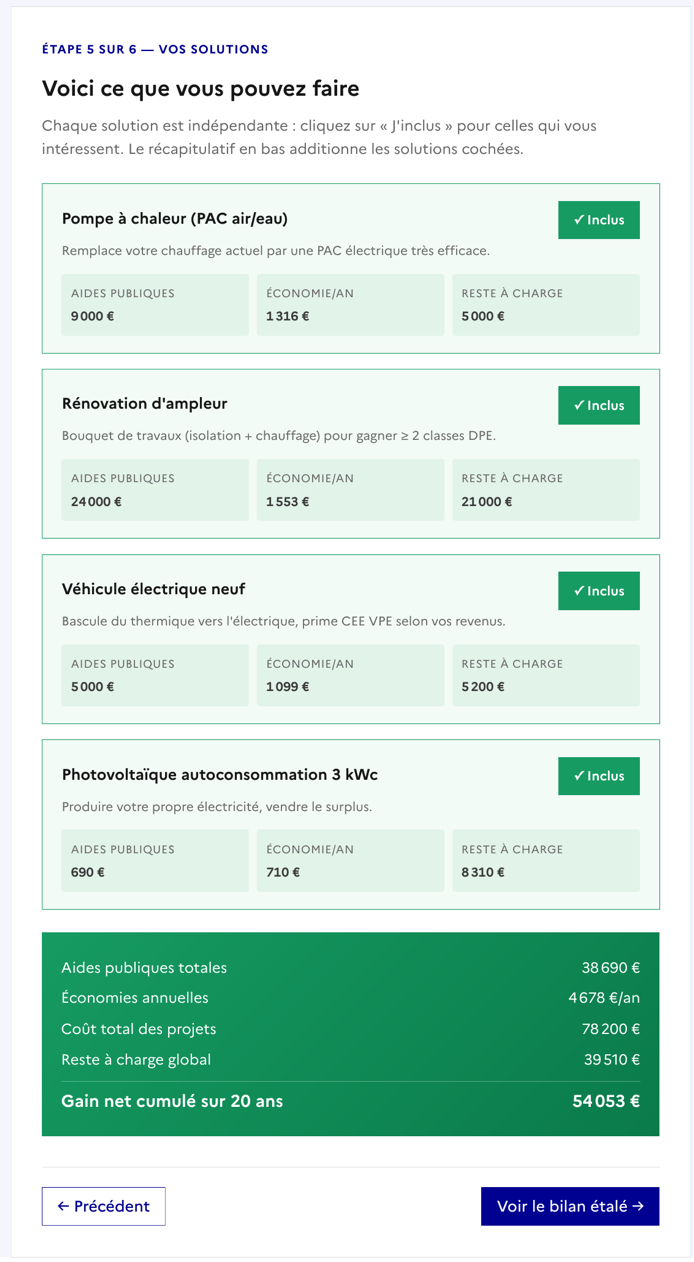 ÉTAPE 5 SUR 6 — VOS SOLUTIONS
Voici ce que vous pouvez faire
Chaque solution est indépendante : cliquez sur « J'inclus » pour celles qui vous
intéressent. Le récapitulatif en bas additionne les solutions cochées.
Pompe à chaleur (PAC air/eau)
✓ Inclus
Remplace votre chauffage actuel par une PAC électrique très efficace.
AIDES PUBLIQUES
9 000 €
ÉCONOMIE/AN
1 316 €
RESTE À CHARGE
5 000 €
Rénovation d'ampleur
✓ Inclus
Bouquet de travaux (isolation + chauffage) pour gagner ≥ 2 classes DPE.
AIDES PUBLIQUES
24 000 €
ÉCONOMIE/AN
1 553 €
RESTE À CHARGE
21 000 €
Véhicule électrique neuf
✓ Inclus
Bascule du thermique vers l'électrique, prime CEE VPE selon vos revenus.
AIDES PUBLIQUES
5 000 €
ÉCONOMIE/AN
1 099 €
RESTE À CHARGE
5 200 €
Photovoltaïque autoconsommation 3 kWc
✓ Inclus
Produire votre propre électricité, vendre le surplus.
AIDES PUBLIQUES
690 €
ÉCONOMIE/AN
710 €
RESTE À CHARGE
8 310 €
Aides publiques totales 38 690 €
Économies annuelles 4 678 €/an
Coût total des projets 78 200 €
Reste à charge global 39 510 €
Gain net cumulé sur 20 ans 54 053 €
← Précédent
Voir le bilan étalé →